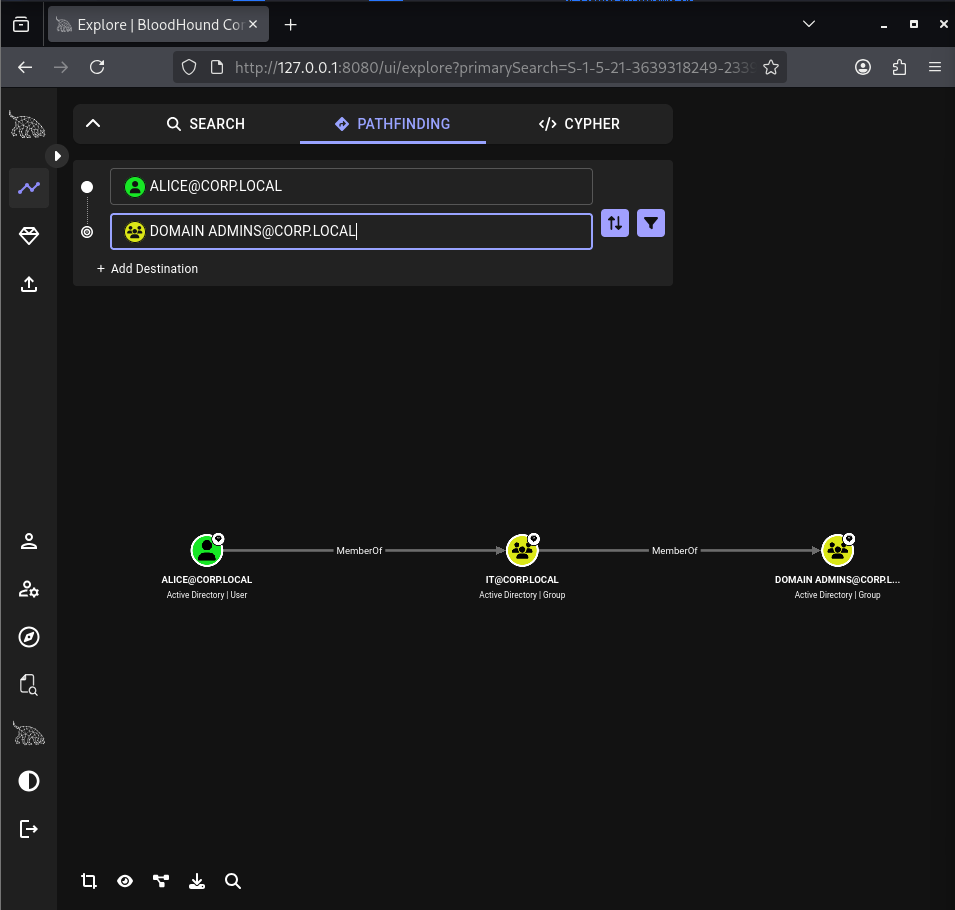 Explore | BloodHound Co
http://127.0.0.1:8080/ui/explore?primarySearch=S-1-5-21-3639318249-2339
SEARCH
PATHFINDING
</> CYPHER
ALICE@CORP.LOCAL
DOMAIN ADMINS@CORP.LOCAL
+ Add Destination
MemberOf
MemberOf
ALICE@CORP.LOCAL
IT@CORP.LOCAL
DOMAIN ADMINS@CORP.L...
Active Directory | User
Active Directory | Group
Active Directory | Group